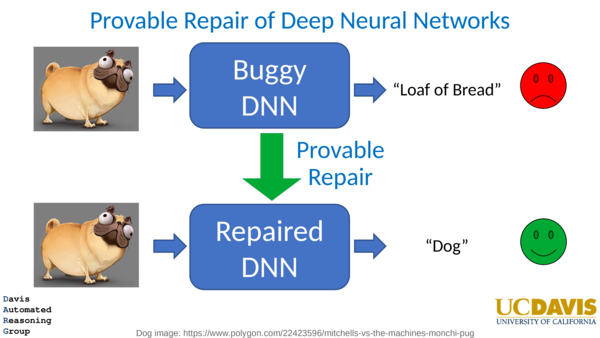 Provable Repair of Deep Neural Networks
Buggy
DNN
“Loaf of Bread”
Provable
Repair
Repaired
DNN
“Dog”
Davis
Automated
Reasoning
Group
UCDAVIS
UNIVERSITY OF CALIFORNIA
Dog image: https://www.polygon.com/22423596/mitchells-vs-the-machines-monchi-pug